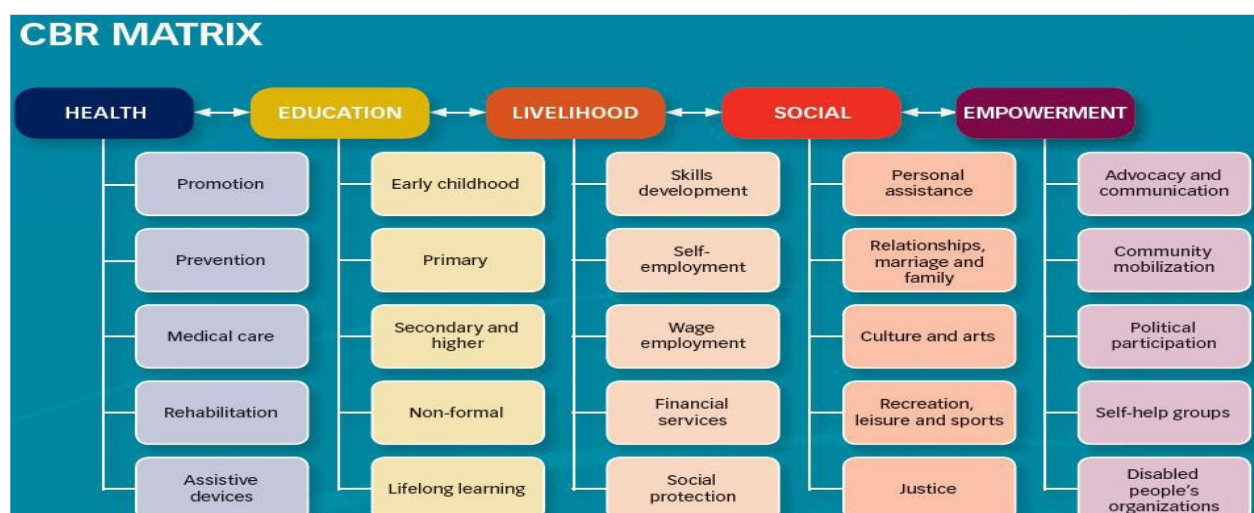 CBR MATRIX
HEALTH
EDUCATION
LIVELIHOOD
SOCIAL
EMPOWERMENT
Promotion
Prevention
Medical care
Rehabilitation
Assistive
devices
Early childhood
Primary
Secondary and
higher
Non-formal
Lifelong learning
Skills
development
Self-
employment
Wage
employment
Financial
services
Social
protection
Personal
assistance
Relationships,
marriage and
family
Culture and arts
Recreation,
leisure and sports
Justice
Advocacy and
communication
Community
mobilization
Political
participation
Self-help groups
Disabled
people's
organizations